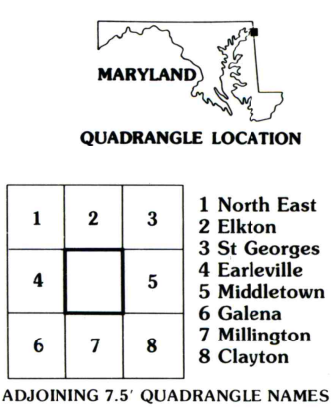 MARYLAND
QUADRANGLE LOCATION
1 2 3
4 5
6 7 8
1 North East
2 Elkton
3 St Georges
4 Earleville
5 Middletown
6 Galena
7 Millington
8 Clayton
ADJOINING 7.5′ QUADRANGLE NAMES